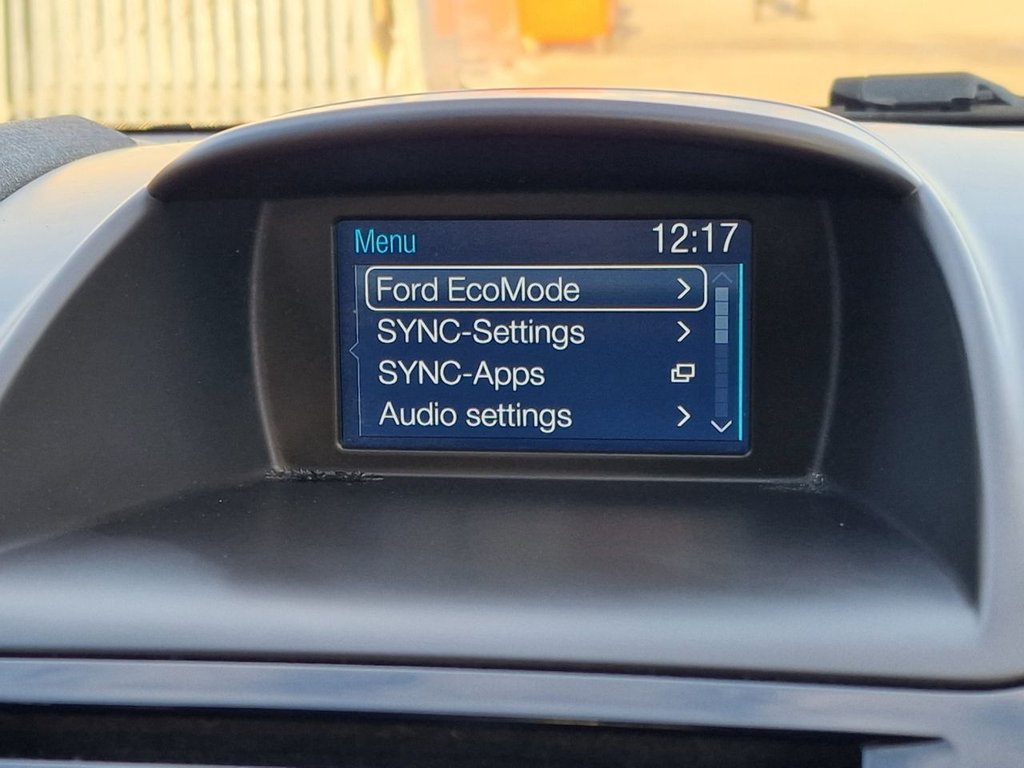 Menu 12:17
Ford EcoMode
SYNC-Settings
SYNC-Apps
Audio settings